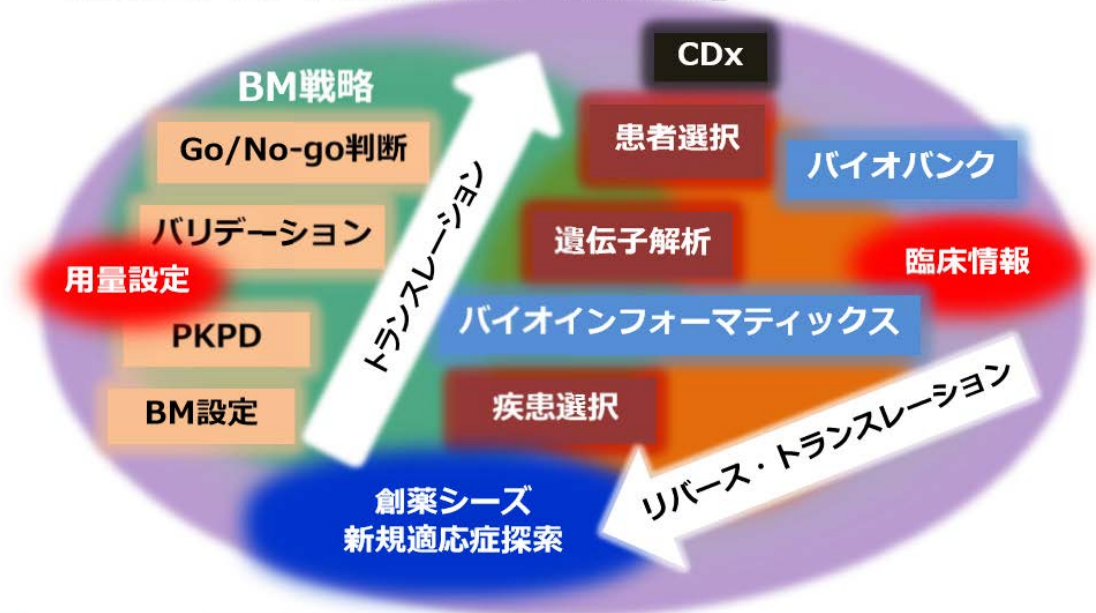 CDx
BM戦略
患者選択
Go/No-go判断
バイオバンク
トランスレーション
バリデーション
遺伝子解析
臨床情報
用量設定
バイオインフォーマティックス
PKPD
疾患選択
BM設定
リバース・トランスレーション
創薬シーズ
新規適応症探索